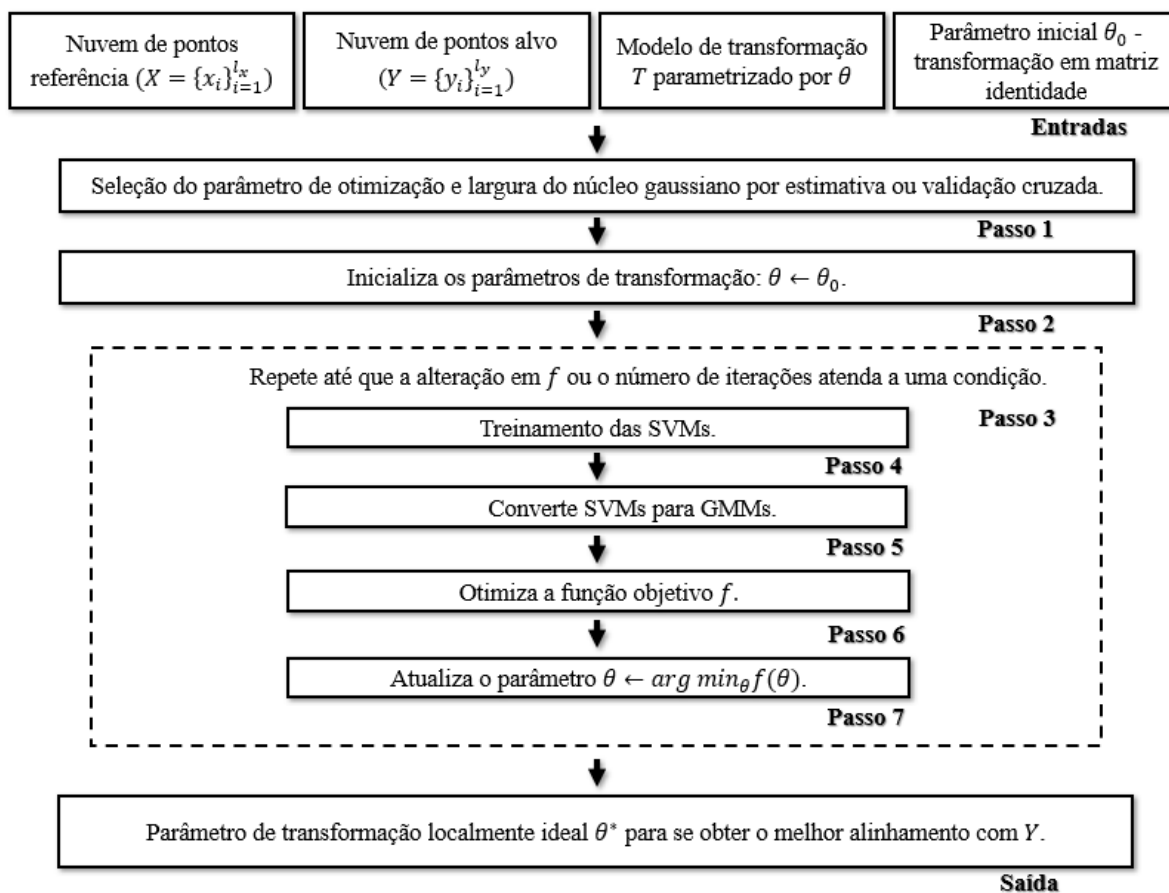 Nuvem de pontos
referência (𝑋 = {𝑥ᵢ}ᵢ₌₁^{l_x})
Nuvem de pontos alvo
(𝑌 = {𝑦ᵢ}ᵢ₌₁^{l_y})
Modelo de transformação
𝑇 parametrizado por 𝜃
Parâmetro inicial 𝜃₀ -
transformação em matriz
identidade
Entradas
Seleção do parâmetro de otimização e largura do núcleo gaussiano por estimativa ou validação cruzada.
Passo 1
Inicializa os parâmetros de transformação: 𝜃 ← 𝜃₀.
Passo 2
Repete até que a alteração em 𝑓 ou o número de iterações atenda a uma condição.
Passo 3
Treinamento das SVMs.
Passo 4
Converte SVMs para GMMs.
Passo 5
Otimiza a função objetivo 𝑓.
Passo 6
Atualiza o parâmetro 𝜃 ← 𝑎𝑟𝑔 𝑚𝑖𝑛_𝜃 𝑓(𝜃).
Passo 7
Parâmetro de transformação localmente ideal 𝜃* para se obter o melhor alinhamento com 𝑌.
Saída